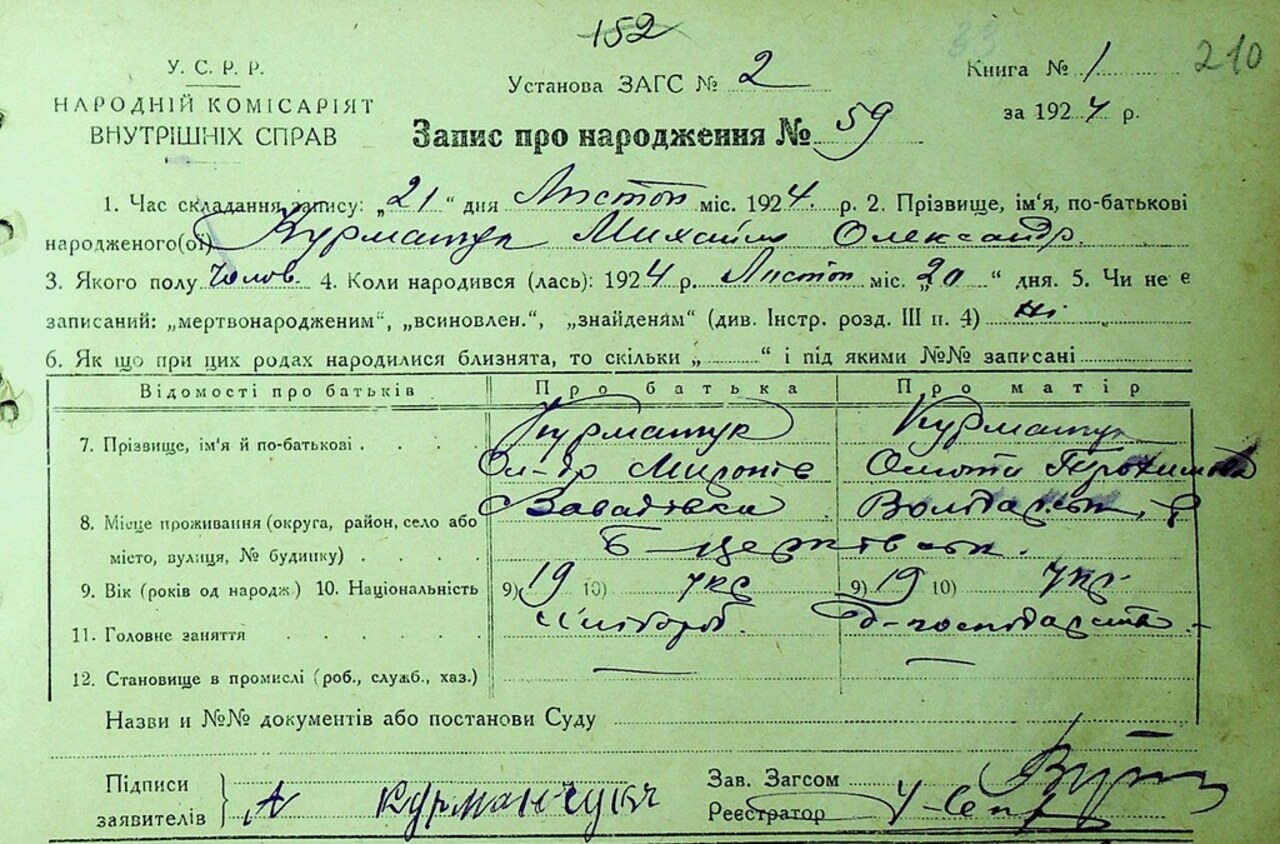 152
У. С. Р. Р. Установа ЗАГС № 2 Книга № 1 210
НАРОДНІЙ КОМІСАРІЯТ за 1924 р.
ВНУТРІШНІХ СПРАВ Запис про народження № 59
1. Час складання запису: „21“ дня Листоп міс. 1924 р. 2. Прізвище, ім'я, по-батькові
народженого(ої) Курматук Михайло Олександр.
3. Якого полу Чолов. 4. Коли народився (лась): 1924 р. Листоп міс. „20“ дня. 5. Чи не є
записаний: „мертвонародженим“, „всиновлен.“, „знайденям“ (див. Інстр. розд. III п. 4) Ні
6. Як що при цих родах народилися близнята, то скільки „ “ і під якими №№ записані
Відомості про батьків Про батька Про матір
7. Прізвище, ім'я й по-батькові Курматук Курматук
Ол-др Миронів
8. Місце проживання (округа, район, село або Завадівка Володарськ. р
місто, вулиця, № будинку) Б-церківськ.
9. Вік (років од народж) 10. Національність 9) 19 10) Укр 9) 19 10) Укр.
11. Головне заняття Хлібороб. д-господарств.
12. Становище в промислі (роб., служб., хаз.)
Назви и №№ документів або постанови Суду
Підписи Зав. Загсом
заявителів А Курманчукъ Реєстратор